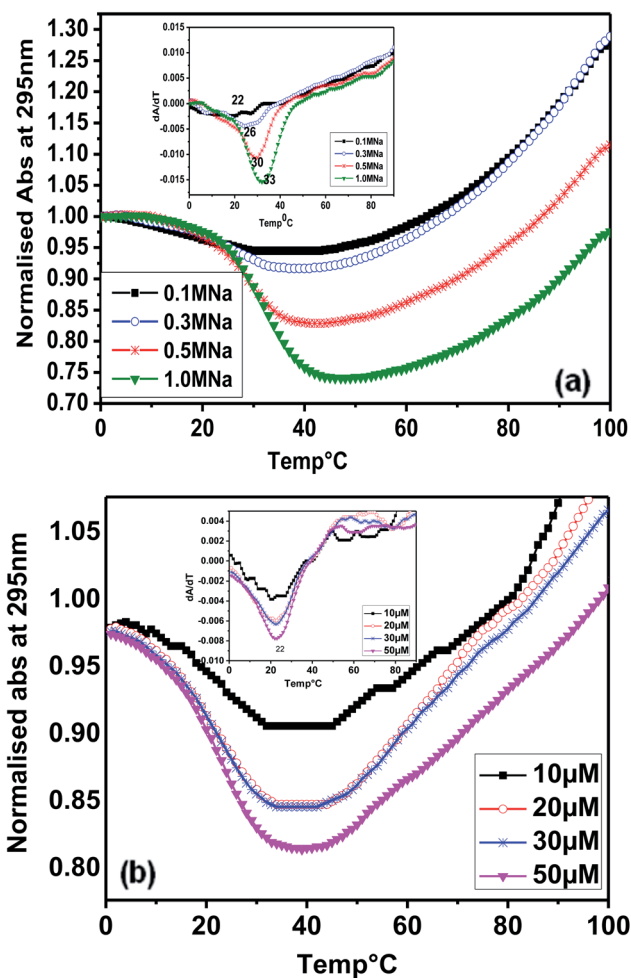 1.30
1.25
1.20
1.15
1.10
1.05
1.00
0.95
0.90
0.85
0.80
0.75
0.70
Normalised Abs at 295nm
0 20 40 60 80 100
Temp°C
(a)
0.1MNa
0.3MNa
0.5MNa
1.0MNa
0.015
0.010
0.005
0.000
-0.005
-0.010
-0.015
dA/dT
22
26
30
33
0.1MNa
0.3MNa
0.5MNa
1.0MNa
0 20 40 60 80
Temp⁰C
1.05
1.00
0.95
0.90
0.85
0.80
Normalised abs at 295nm
0 20 40 60 80 100
Temp°C
(b)
10µM
20µM
30µM
50µM
0.004
0.002
0.000
-0.002
-0.004
-0.006
-0.008
-0.010
dA/dT
22
10µM
20µM
30µM
50µM
0 20 40 60 80
Temp°C